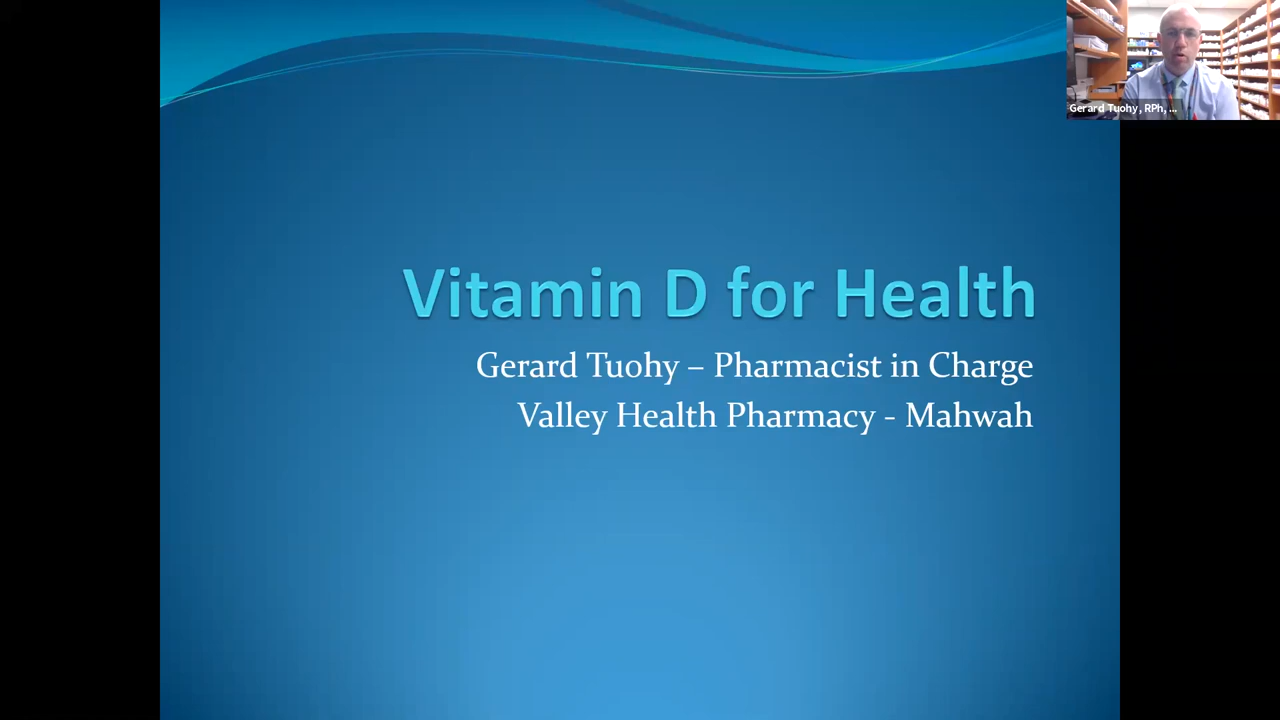 Gerard Tuohy, RPh, ...
Vitamin D for Health
Gerard Tuohy – Pharmacist in Charge
Valley Health Pharmacy - Mahwah